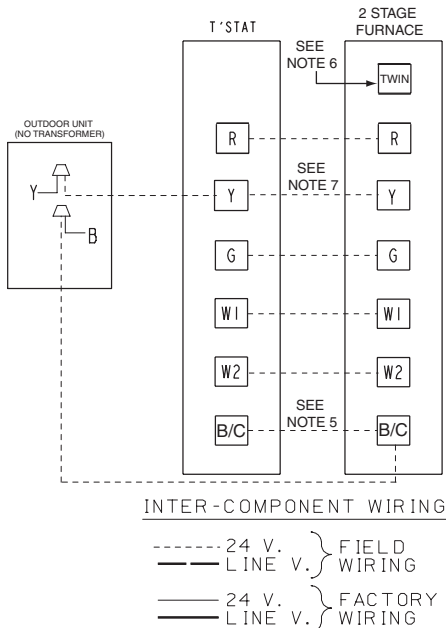 T'STAT
2 STAGE
FURNACE
SEE
NOTE 6
TWIN
OUTDOOR UNIT
(NO TRANSFORMER)
R
R
SEE
NOTE 7
Y
Y
Y
B
G
G
W1
W1
W2
W2
SEE
NOTE 5
B/C
B/C
INTER-COMPONENT WIRING
24 V.
LINE V.
FIELD
WIRING
24 V.
LINE V.
FACTORY
WIRING